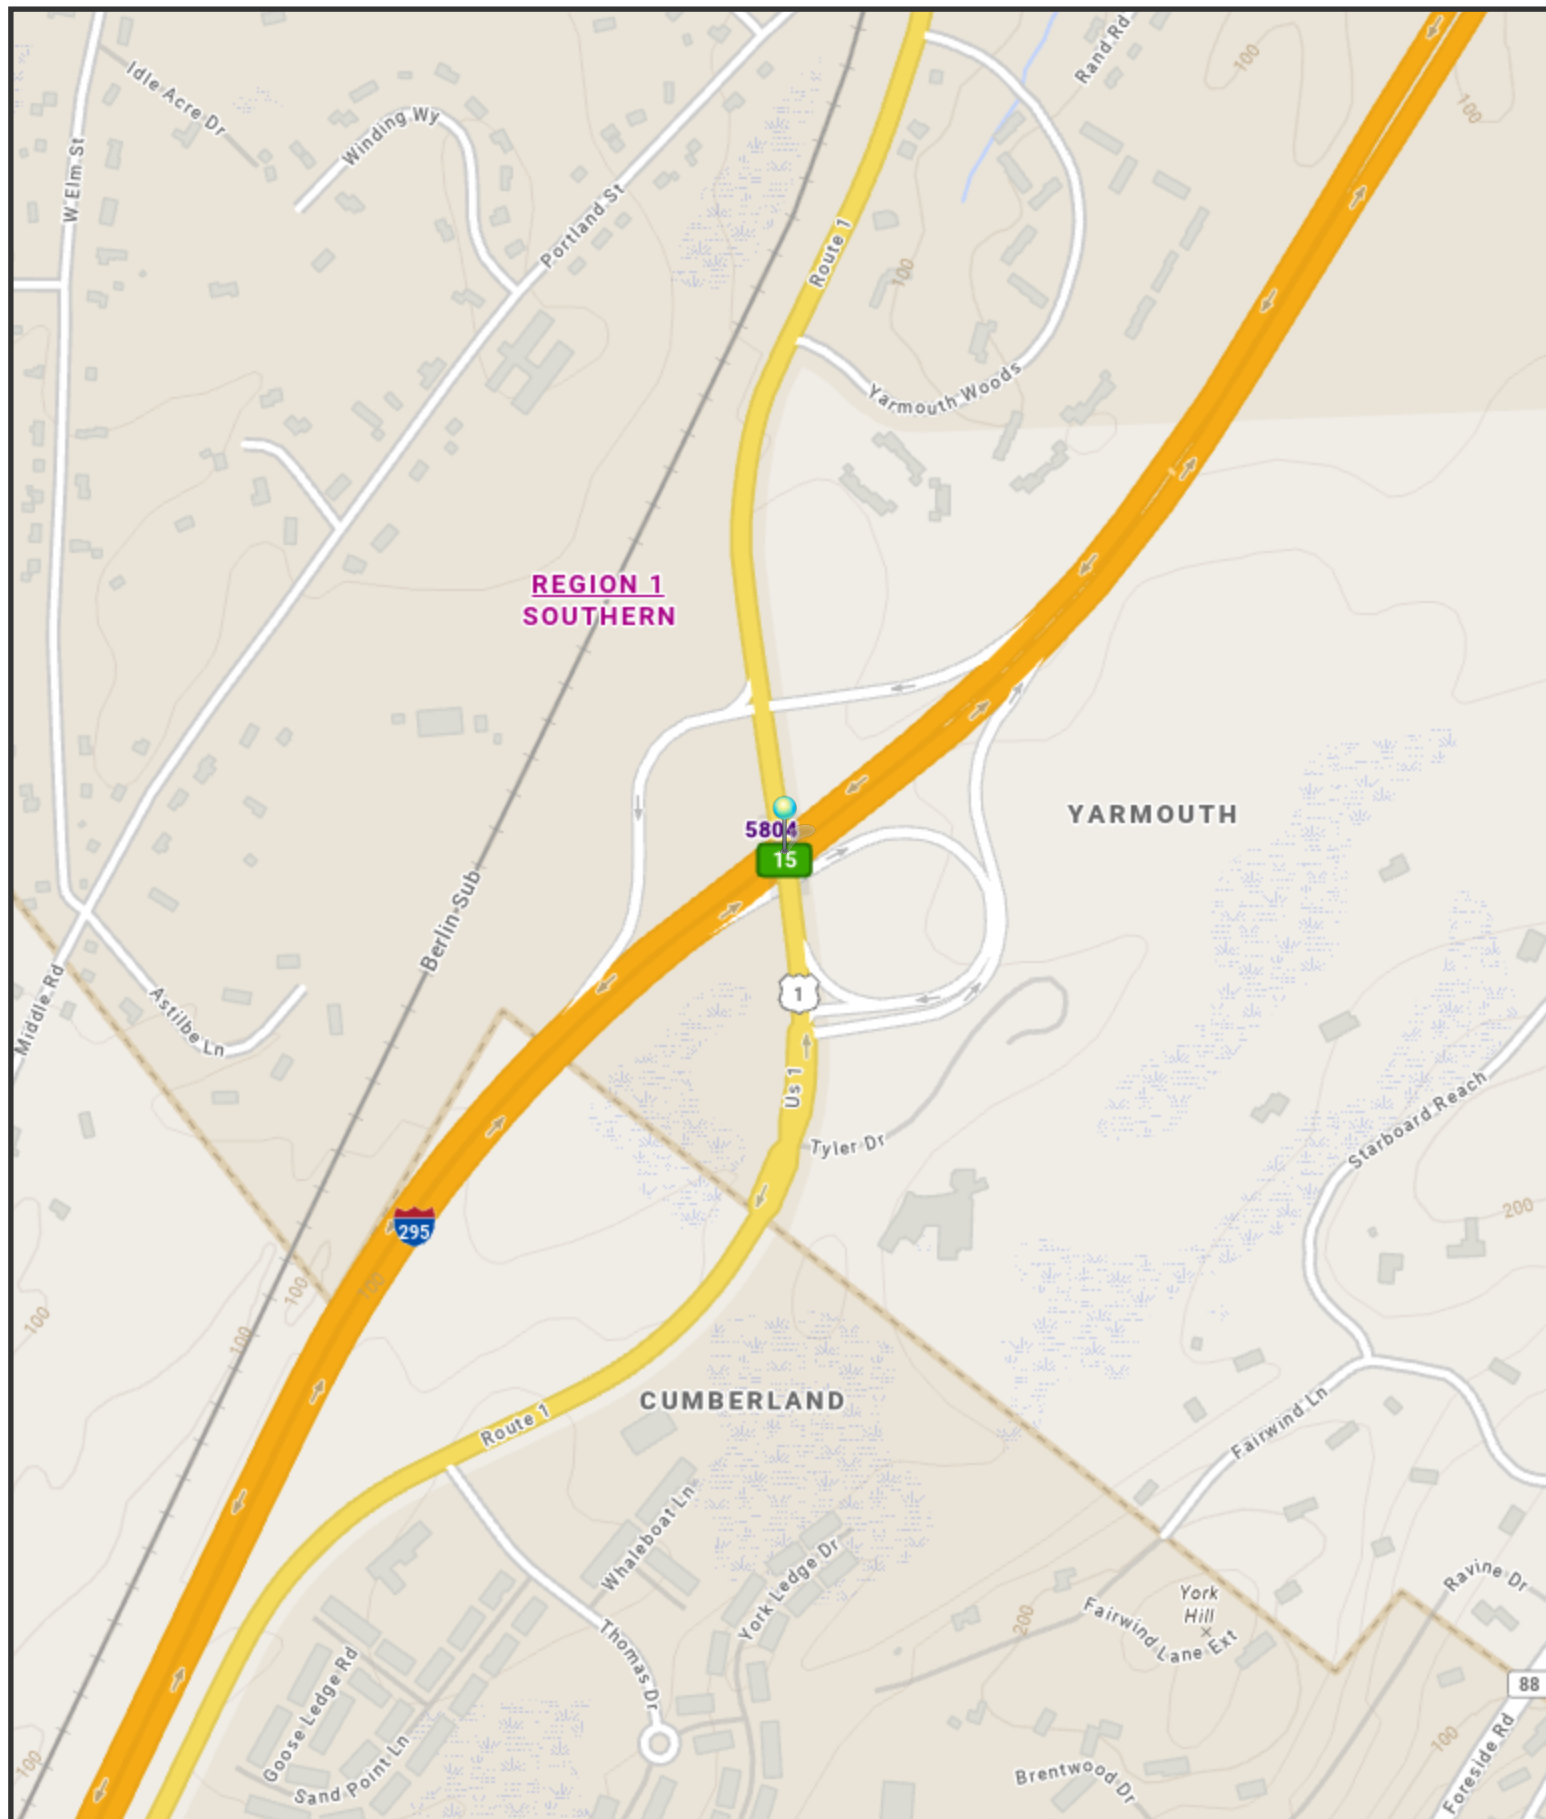 Rand Rd
100
100
Idle Acre Dr
Winding Wy
W Elm St
Portland St
Route 1
100
Yarmouth Woods
REGION 1
SOUTHERN
YARMOUTH
5804
15
Berlin Sub
Middle Rd
Astilbe Ln
1
Us 1
Tyler Dr
Starboard Reach
200
295
100
100
100
100
CUMBERLAND
Route 1
Fairwind Ln
Whaleboat Ln
York Ledge Dr
Thomas Dr
York
Hill
Ravine Dr
200
Fairwind Lane Ext
Goose Ledge Rd
Sand Point Ln
88
100
100
Foreside Rd
Brentwood Dr